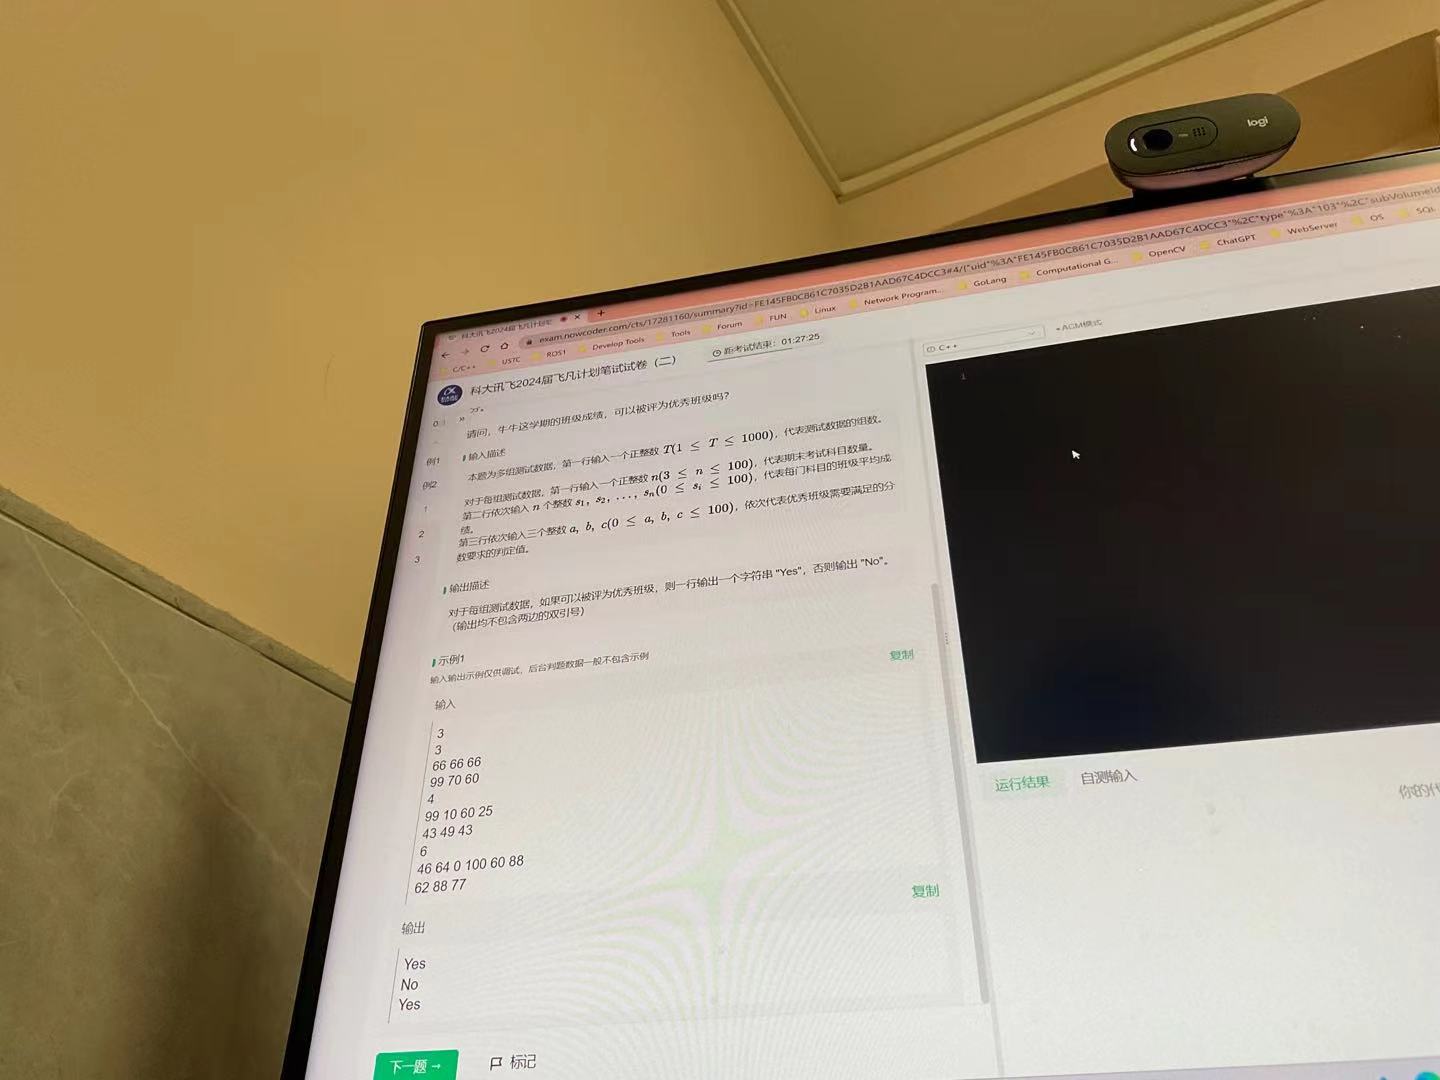 logi
科大讯飞2024届飞凡计划笔
exam.nowcoder.com/cts/17281160/summary?id=FE145FB0C861C7035D2B1AAD67C4DCC3#4/{"uid"%3A"FE145FB0C861C7035D2B1AAD67C4DCC3"%2C"type"%3A"103"%2C"subVolumeId
C/C++ USTC ROS1 Develop Tools Tools Forum FUN Linux Network Program... GoLang Computational G... OpenCV ChatGPT WebServer OS SQL
科大讯飞2024届飞凡计划笔试试卷（二） 距考试结束：01:27:25
C++ ACM模式
1
例1
例2
1
2
3
请问，牛牛这学期的班级成绩，可以被评为优秀班级吗？
输入描述
本题为多组测试数据，第一行输入一个正整数 T(1 ≤ T ≤ 1000)，代表测试数据的组数。
对于每组测试数据，第一行输入一个正整数 n(3 ≤ n ≤ 100)，代表期末考试科目数量。
第二行依次输入 n 个整数 s1, s2, ..., sn(0 ≤ si ≤ 100)，代表每门科目的班级平均成
绩。
第三行依次输入三个整数 a, b, c(0 ≤ a, b, c ≤ 100)，依次代表优秀班级需要满足的分
数要求的判定值。
输出描述
对于每组测试数据，如果可以被评为优秀班级，则一行输出一个字符串 "Yes"，否则输出 "No"。
（输出均不包含两边的双引号）
示例1
输入输出示例仅供调试，后台判题数据一般不包含示例
输入 复制
3
3
66 66 66
99 70 60
4
99 10 60 25
43 49 43
6
46 64 0 100 60 88
62 88 77
输出 复制
Yes
No
Yes
下一题 →
标记
运行结果 自测输入
你的代